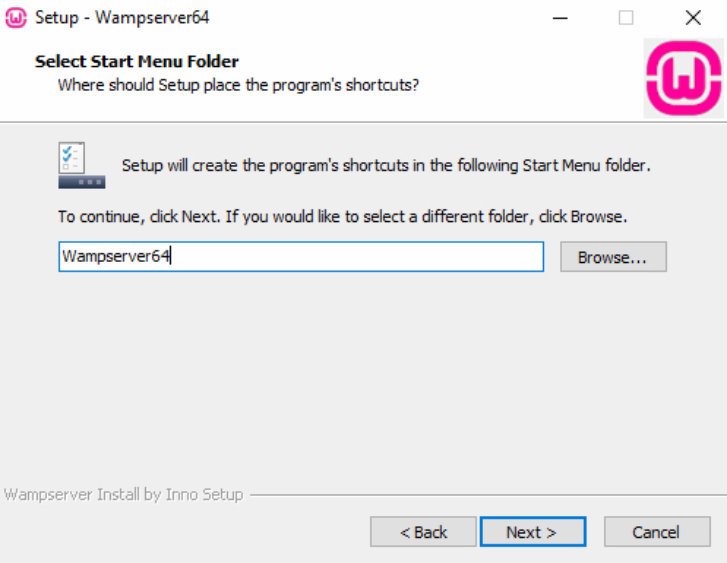 Setup - Wampserver64
Select Start Menu Folder
Where should Setup place the program's shortcuts?
Setup will create the program's shortcuts in the following Start Menu folder.
To continue, click Next. If you would like to select a different folder, click Browse.
Wampserver64
Browse...
Wampserver Install by Inno Setup
< Back
Next >
Cancel